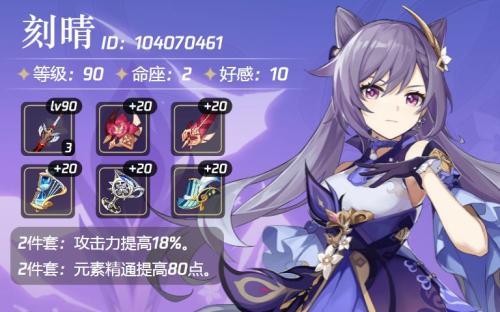 刻晴 ID: 104070461
等级: 90 命座: 2 好感: 10
lv90 +20 +20
3
+20 +20 +20
2件套: 攻击力提高18%。
2件套: 元素精通提高80点。